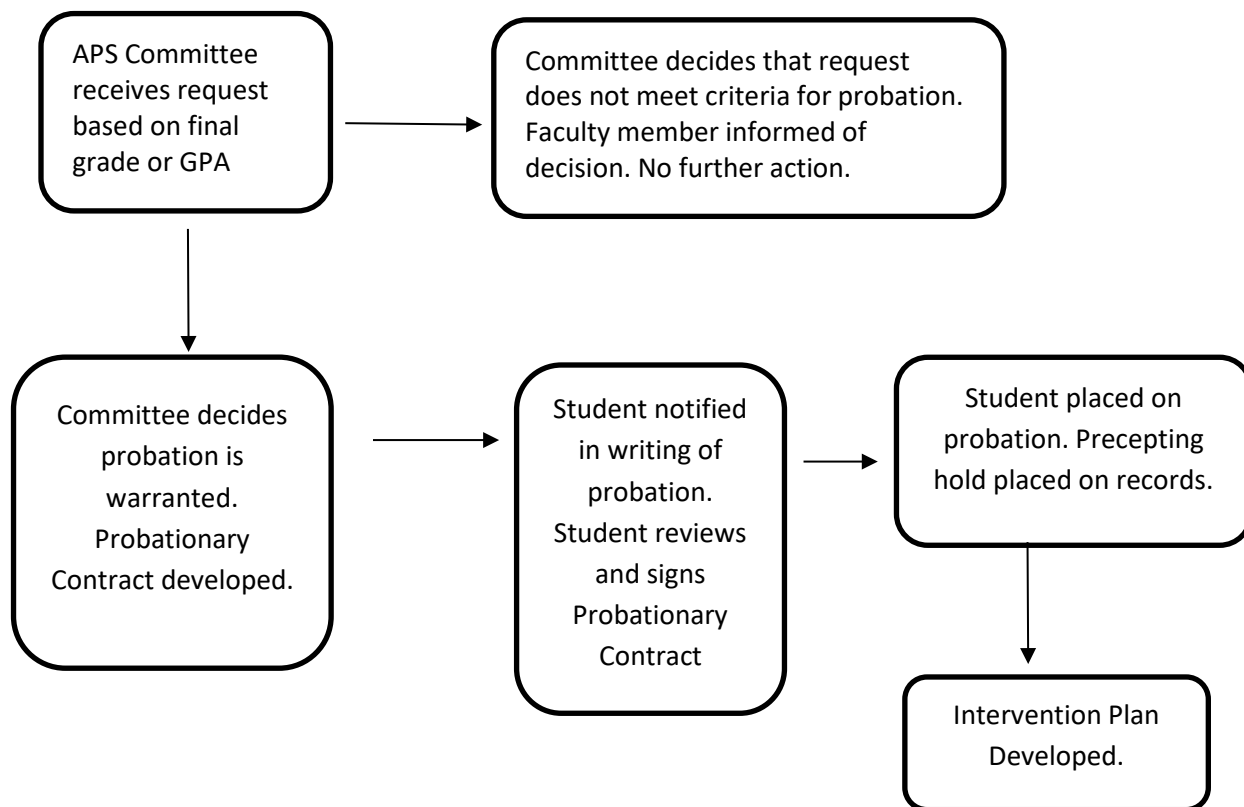 APS Committee
receives request
based on final
grade or GPA
Committee decides that request
does not meet criteria for probation.
Faculty member informed of
decision. No further action.
Committee decides
probation is
warranted.
Probationary
Contract developed.
Student notified
in writing of
probation.
Student reviews
and signs
Probationary
Contract
Student placed on
probation. Precepting
hold placed on records.
Intervention Plan
Developed.